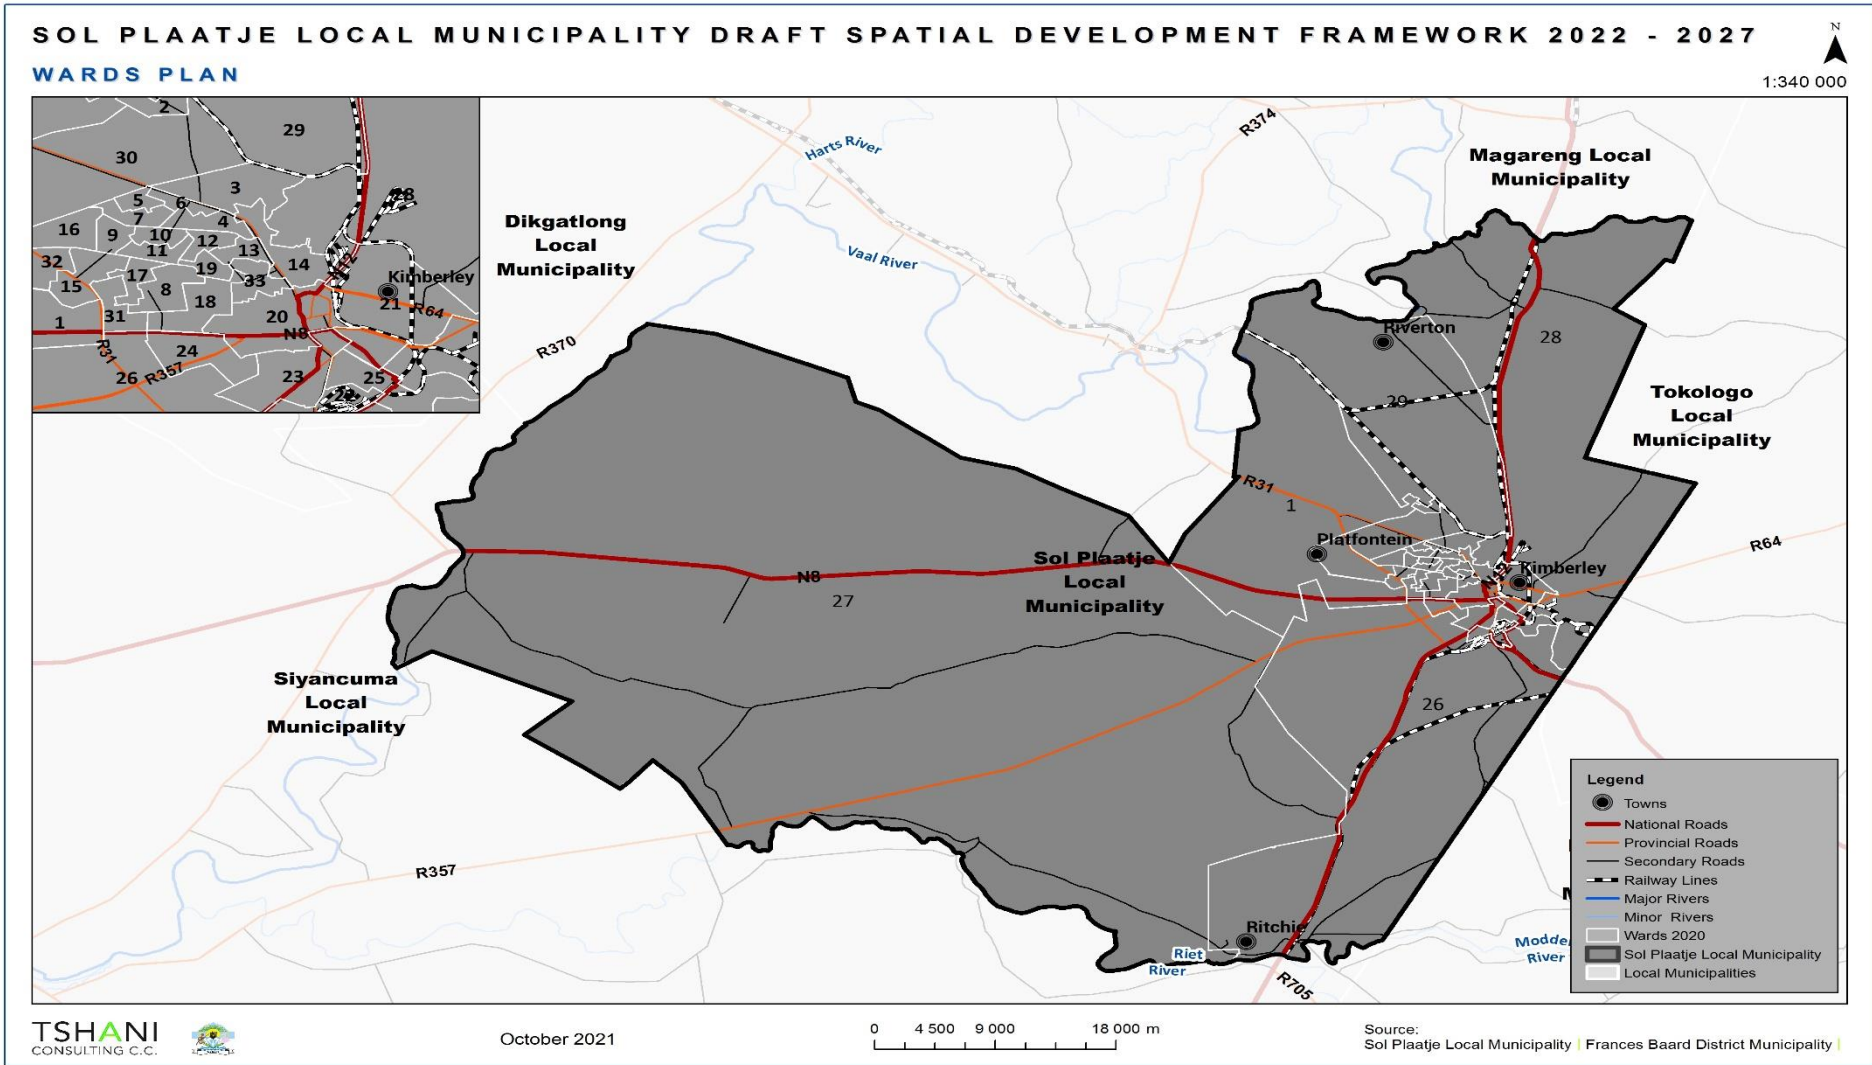 SOL PLAATJE LOCAL MUNICIPALITY DRAFT SPATIAL DEVELOPMENT FRAMEWORK 2022 - 2027
WARDS PLAN
N
1:340 000
2
29
30
3
28
5
6
4
7
16
9
10
12
11
13
14
N12
32
17
19
33
Kimberley
15
8
18
21
R64
1
31
20
N8
24
R31
26
R357
23
25
22
Harts River
R374
Magareng Local
Municipality
Dikgatlong
Local
Municipality
Vaal River
R370
Riverton
28
29
Tokologo
Local
Municipality
R31
1
Platfontein
R64
Sol Plaatje
Local
Municipality
Kimberley
N12
N8
27
Siyancuma
Local
Municipality
26
R357
Ritchie
Riet
River
R705
Modder
River
Legend
Towns
National Roads
Provincial Roads
Secondary Roads
Railway Lines
Major Rivers
Minor Rivers
Wards 2020
Sol Plaatje Local Municipality
Local Municipalities
TSHANI
CONSULTING C.C.
October 2021
0 4 500 9 000 18 000 m
Source:
Sol Plaatje Local Municipality | Frances Baard District Municipality |